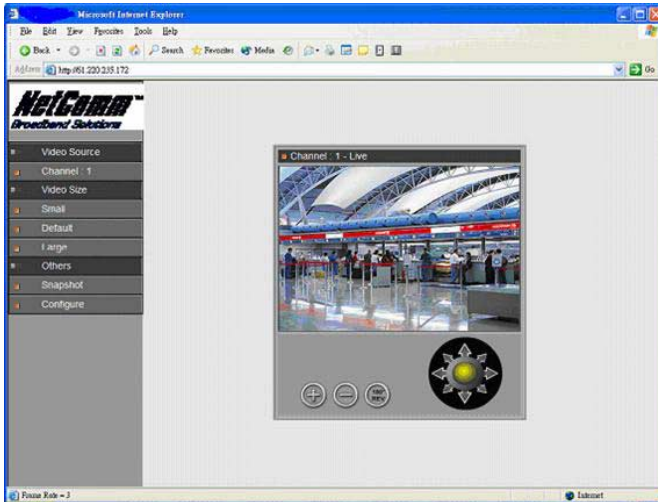 Microsoft Internet Explorer
File Edit View Favorites Tools Help
Back Search Favorites Media
Address http://61.220.235.172 Go
NetComm™
Broadband Solutions
Video Source
Channel : 1
Video Size
Small
Default
Large
Others
Snapshot
Configure
Channel : 1 - Live
Frame Rate = 3
Internet